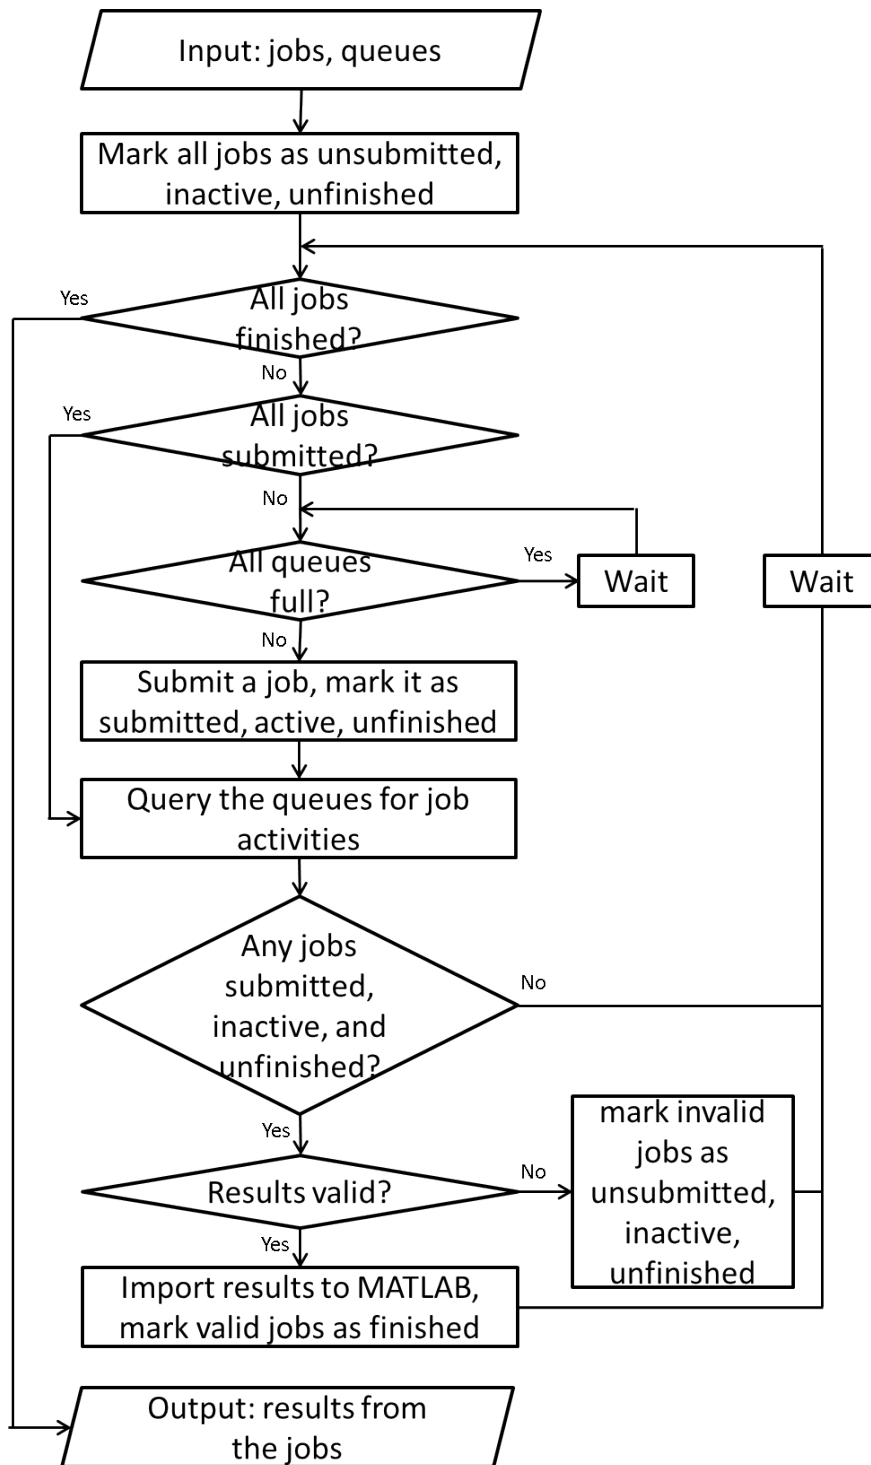 Input: jobs, queues
Mark all jobs as unsubmitted,
inactive, unfinished
Yes
All jobs
finished?
No
Yes
All jobs
submitted?
No
All queues
full?
Yes
Wait
Wait
No
Submit a job, mark it as
submitted, active, unfinished
Query the queues for job
activities
Any jobs
submitted,
inactive, and
unfinished?
No
Yes
Results valid?
No
mark invalid
jobs as
unsubmitted,
inactive,
unfinished
Yes
Import results to MATLAB,
mark valid jobs as finished
Output: results from
the jobs